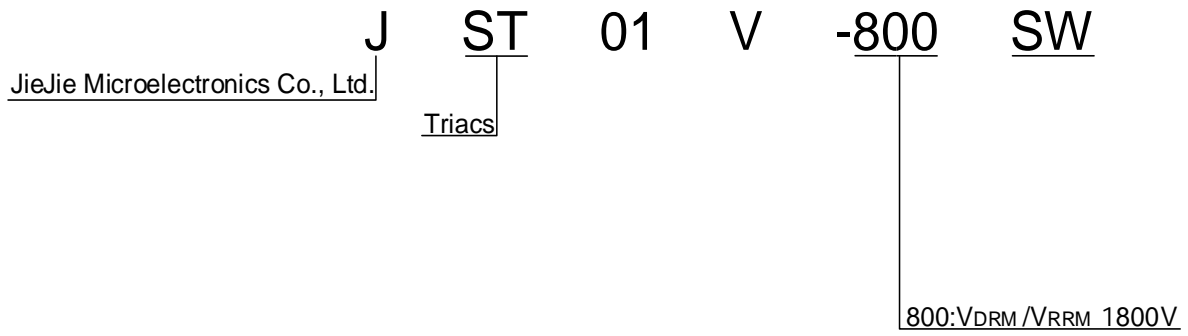 J ST 01 V -800 SW
JieJie Microelectronics Co., Ltd.
Triacs
800:VDRM /VRRM 1800V